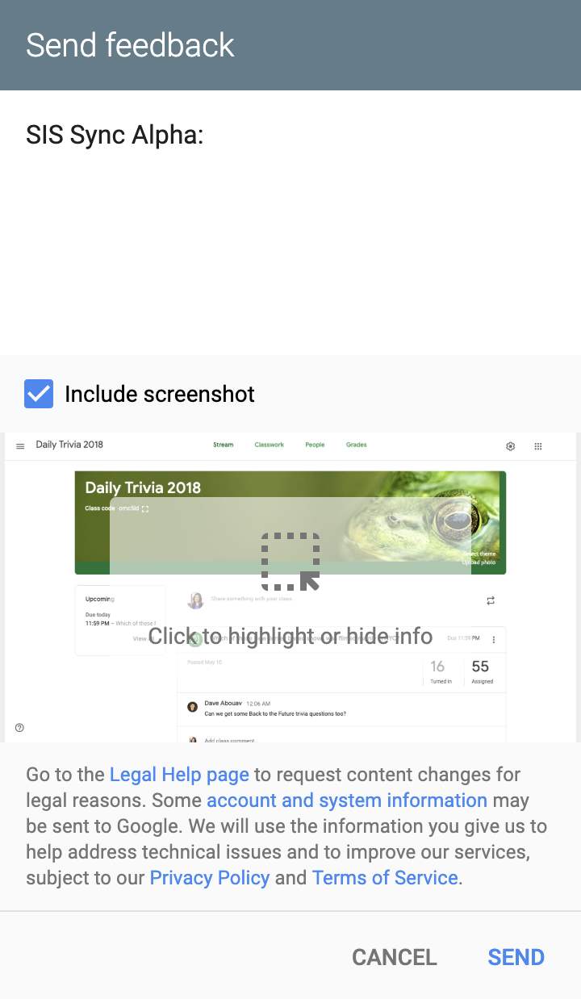 Send feedback
SIS Sync Alpha:
Include screenshot
Daily Trivia 2018
Stream Classwork People Grades
Daily Trivia 2018
Class code
Select theme
Upload photo
Upcoming
Share something with your class…
Due today
11:59 PM – Which of these f
View all
Click to highlight or hide info
Due 11:59 PM
Posted May 10
16 55
Turned in Assigned
Dave Abouav 12:06 AM
Can we get some Back to the Future trivia questions too?
Add class comment…
Go to the Legal Help page to request content changes for
legal reasons. Some account and system information may
be sent to Google. We will use the information you give us to
help address technical issues and to improve our services,
subject to our Privacy Policy and Terms of Service.
CANCEL SEND